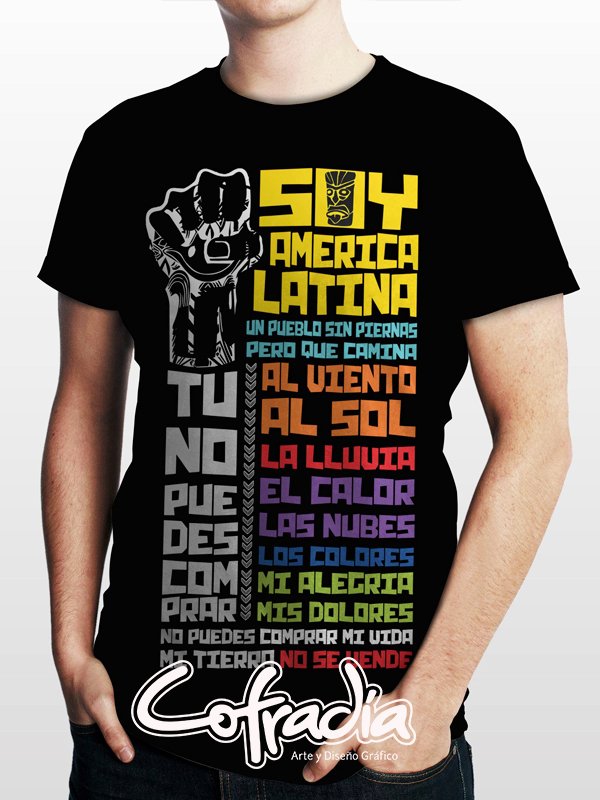 SOY
AMERICA
LATINA
UN PUEBLO SIN PIERNAS
PERO QUE CAMINA
TU
NO
PUE
DES
COM
PRAR
AL VIENTO
AL SOL
LA LLUVIA
EL CALOR
LAS NUBES
LOS COLORES
MI ALEGRIA
MIS DOLORES
NO PUEDES COMPRAR MI VIDA
MI TIERRA NO SE VENDE
Cofradía
Arte y Diseño Gráfico